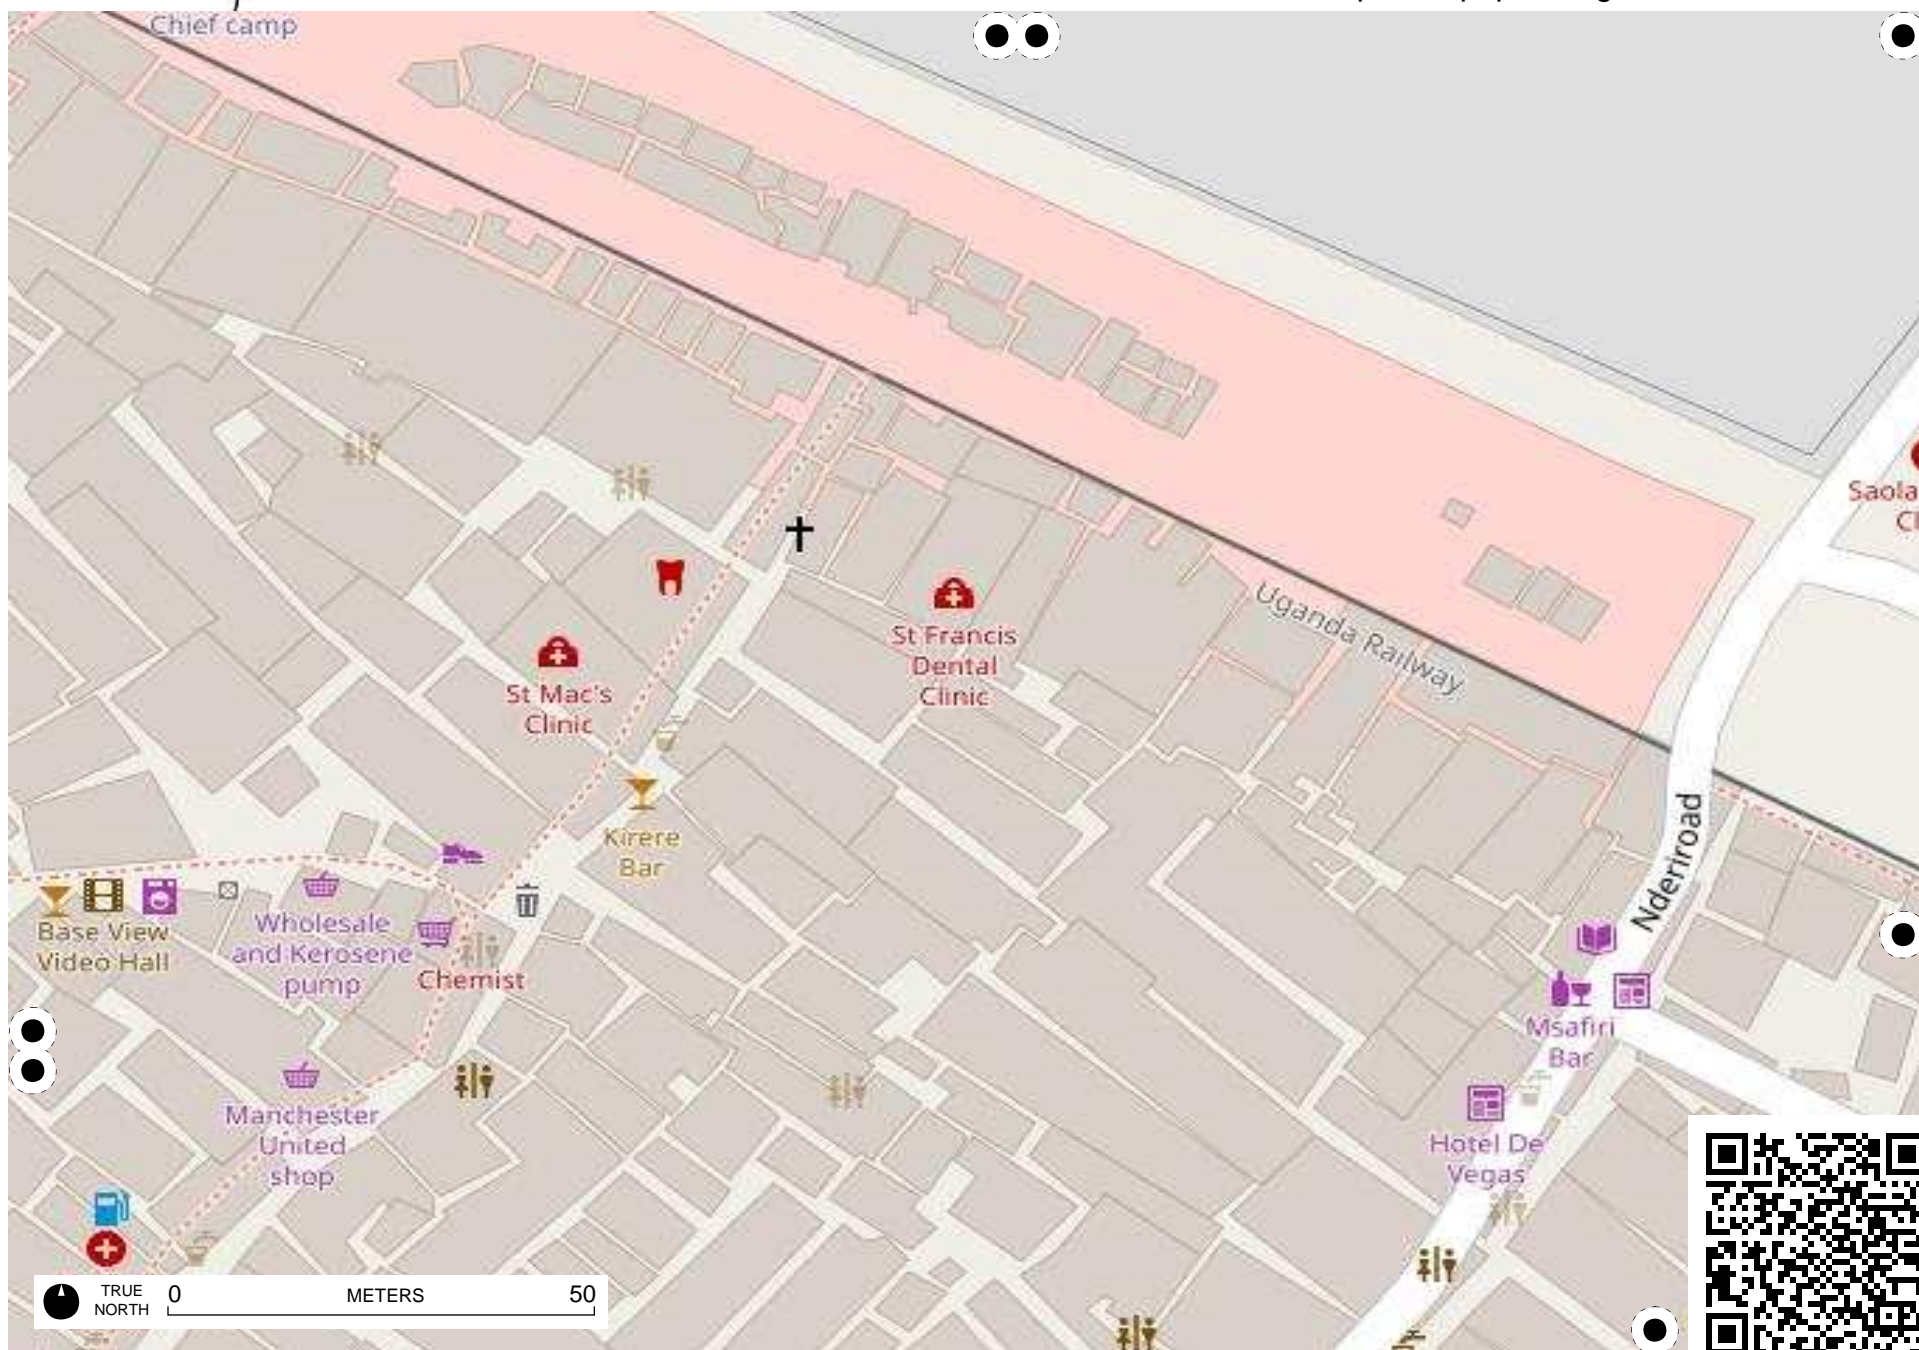 Chief camp
Saola
Cl
Uganda Railway
St Francis
Dental
Clinic
St Mac's
Clinic
Nderiroad
Kirere
Bar
Base View
Video Hall
Wholesale
and Kerosene
pump
Chemist
Msafiri
Bar
Manchester
United
shop
Hotel De
Vegas
TRUE
NORTH
0 METERS 50